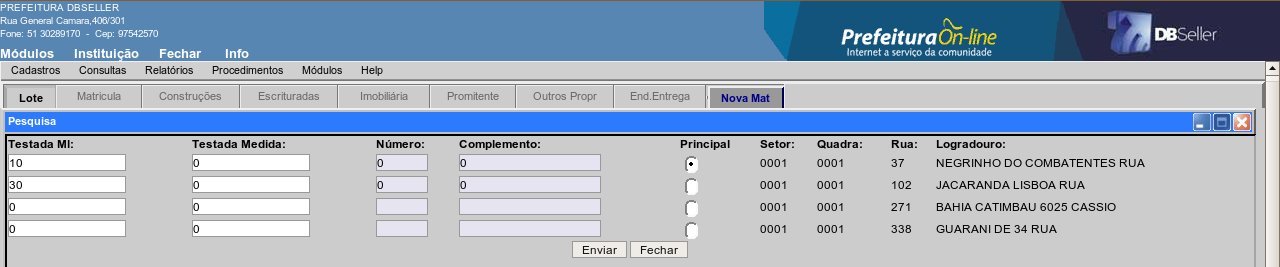 PREFEITURA DBSELLER
Rua General Camara,406/301
Fone: 51 30289170 - Cep: 97542570
Módulos Instituição Fechar Info
Prefeitura On-line
Internet a serviço da comunidade
DBSeller
Cadastros Consultas Relatórios Procedimentos Módulos Help
Lote Matricula Construções Escrituradas Imobiliária Promitente Outros Propr End.Entrega Nova Mat
Pesquisa
Testada MI: Testada Medida: Número: Complemento: Principal Setor: Quadra: Rua: Logradouro:
10 0 0 0 0001 0001 37 NEGRINHO DO COMBATENTES RUA
30 0 0 0 0001 0001 102 JACARANDA LISBOA RUA
0 0 0001 0001 271 BAHIA CATIMBAU 6025 CASSIO
0 0 0001 0001 338 GUARANI DE 34 RUA
Enviar Fechar